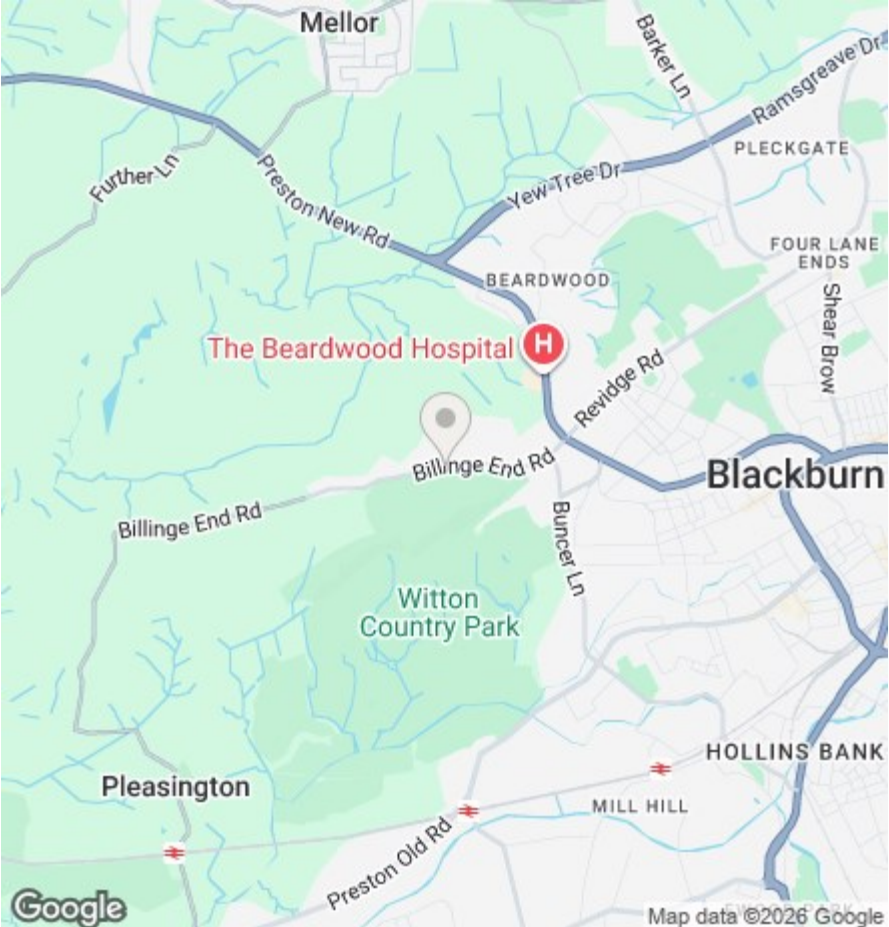 Mellor
Barker Ln
Ramsgreave Dr
PLECKGATE
Further Ln
Preston New Rd
Yew Tree Dr
FOUR LANE
ENDS
BEARDWOOD
Shear Brow
The Beardwood Hospital
H
Revidge Rd
Billinge End Rd
Blackburn
Billinge End Rd
Buncer Ln
Witton
Country Park
HOLLINS BANK
Pleasington
MILL HILL
Preston Old Rd
EWOOD PARK
Google
Map data ©2026 Google